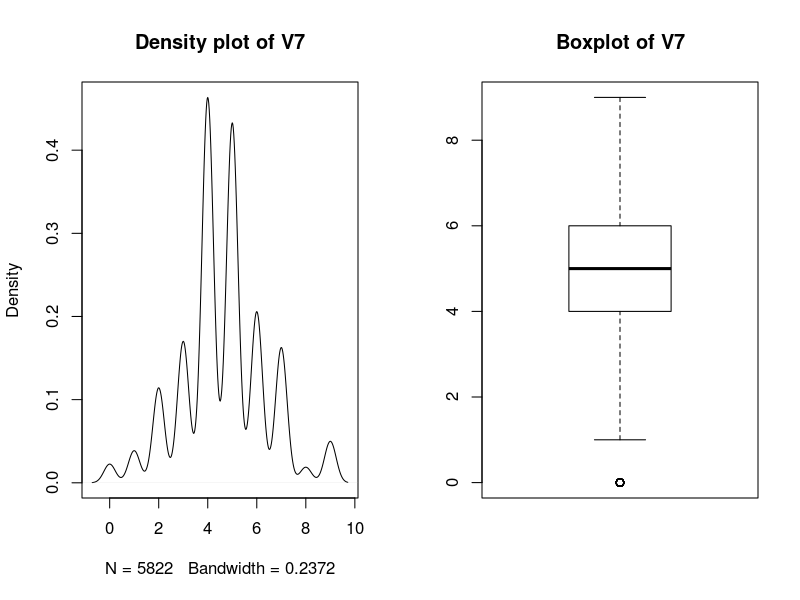 Density plot of V7
Density
0.0
0.1
0.2
0.3
0.4
0 2 4 6 8 10
N = 5822 Bandwidth = 0.2372
Boxplot of V7
0
2
4
6
8